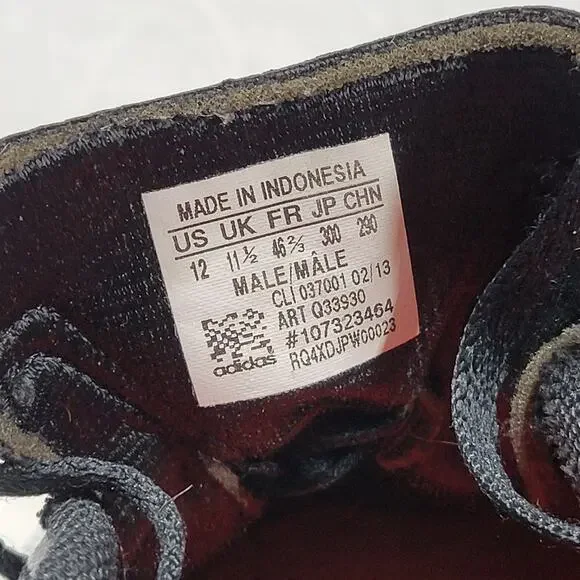 MADE IN INDONESIA
US UK FR JP CHN
12 11½ 46⅔ 300 290
MALE/MÂLE
CLI 037001 02/13
ART Q33930
#107323464
RQ4XDJPW00023
adidas